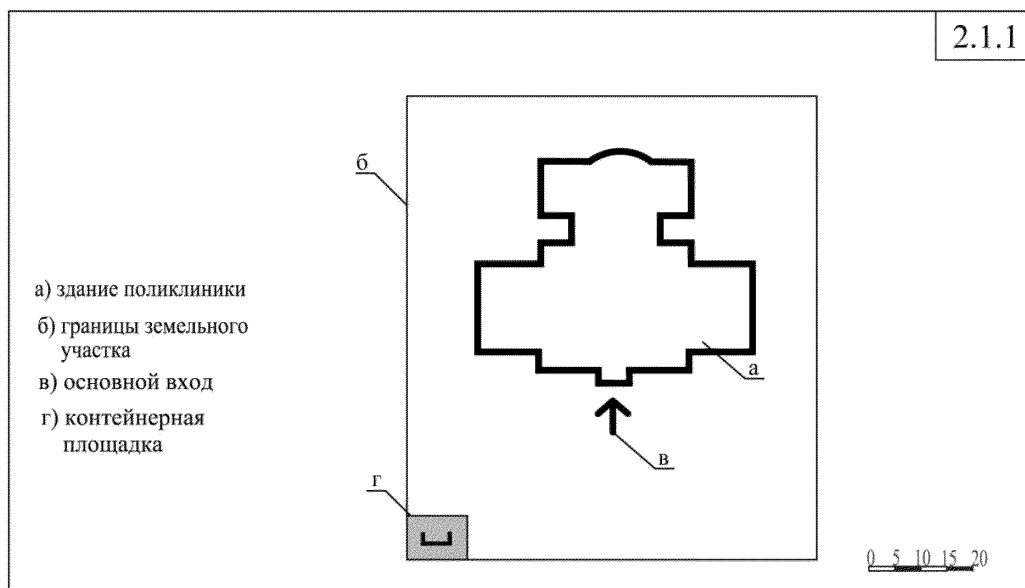 2.1.1
б
а) здание поликлиники
б) границы земельного
участка
в) основной вход
г) контейнерная
площадка
а
в
г
0 5 10 15 20